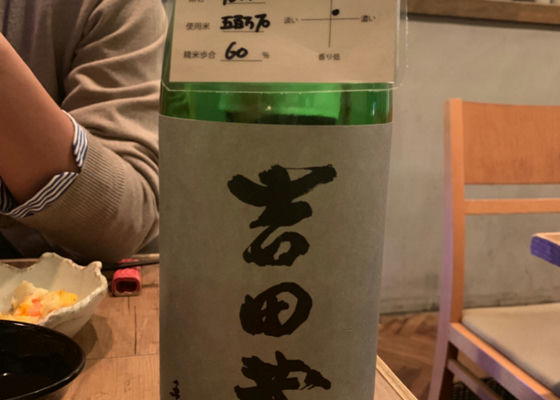 使用米 五百万石
精米歩合 60 %
淡い 濃い
香り低
吉
田